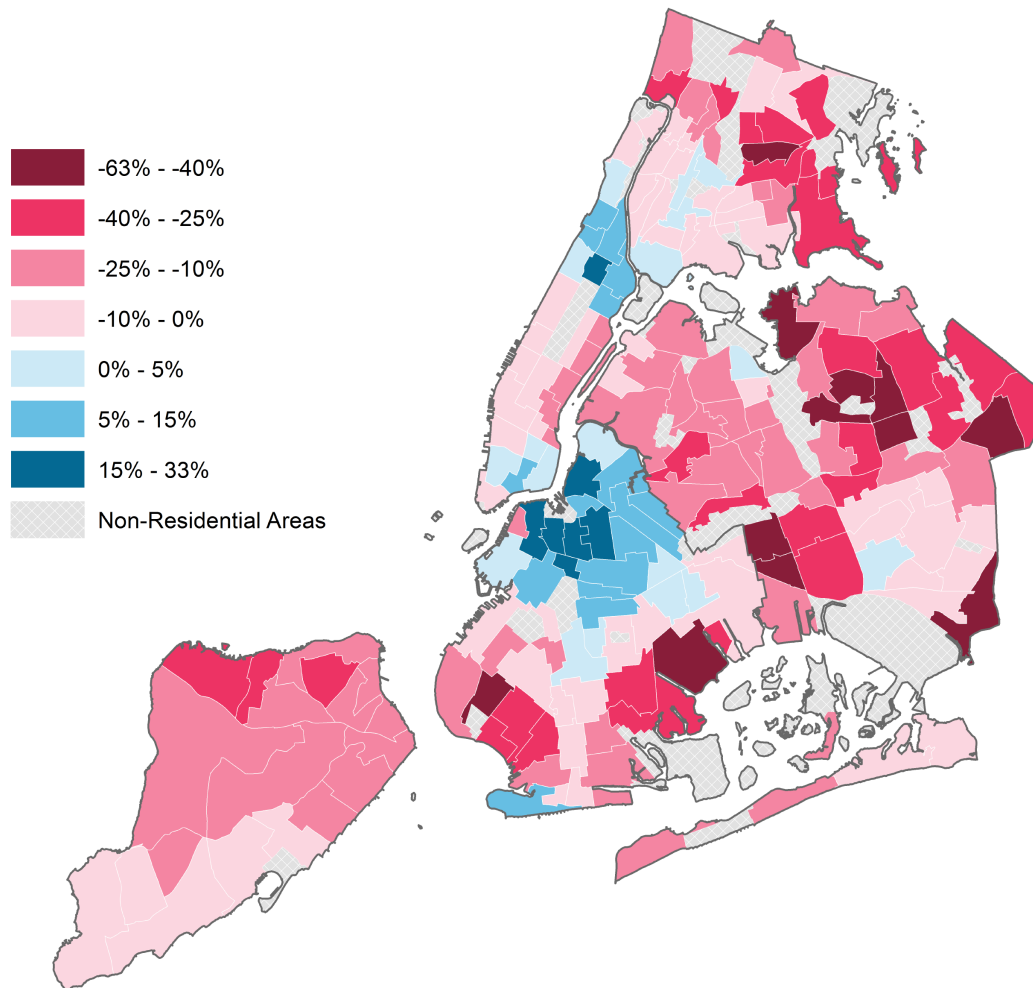 -63% - -40%
-40% - -25%
-25% - -10%
-10% - 0%
0% - 5%
5% - 15%
15% - 33%
Non-Residential Areas